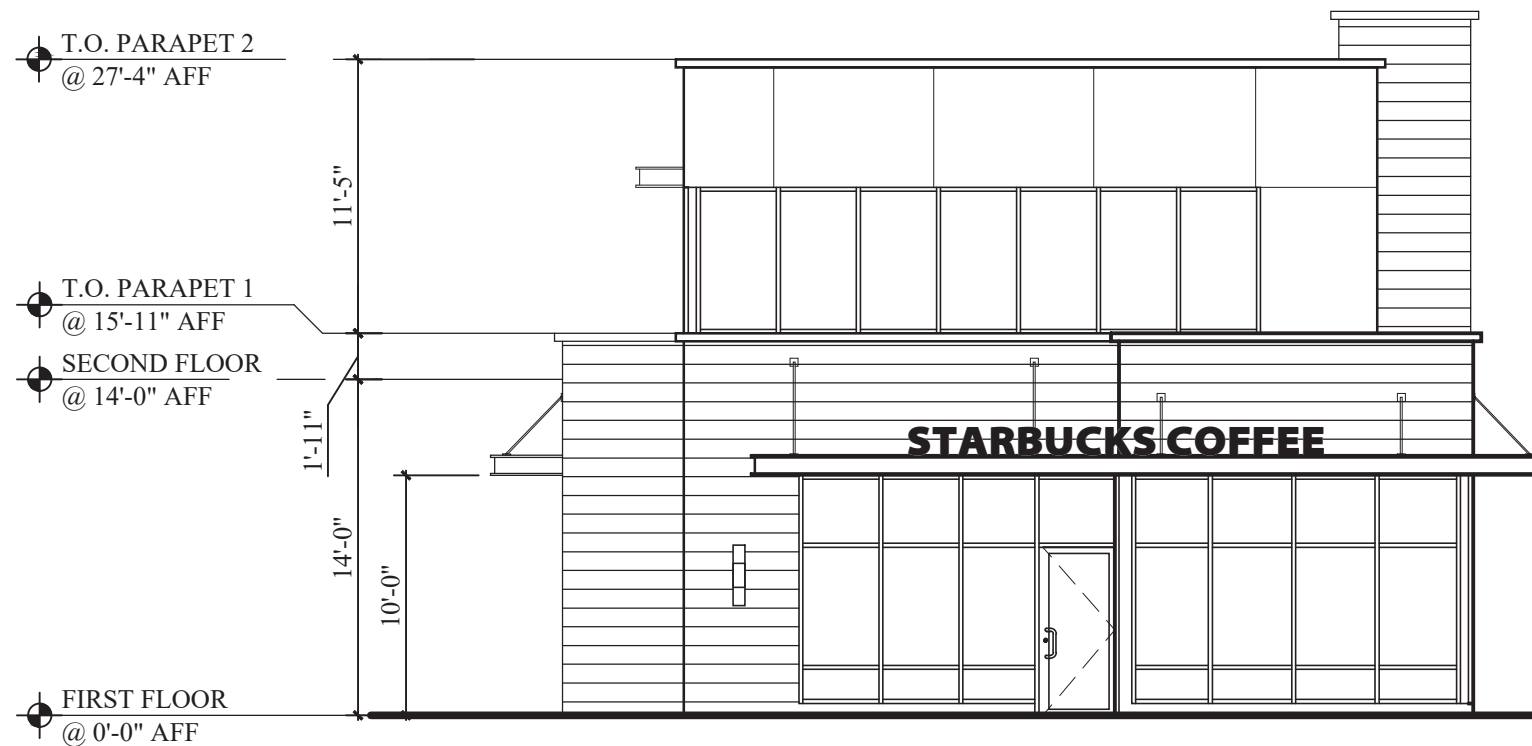 T.O. PARAPET 2
@ 27'-4" AFF
11'-5"
T.O. PARAPET 1
@ 15'-11" AFF
SECOND FLOOR
@ 14'-0" AFF
1'-11"
STARBUCKS COFFEE
14'-0"
10'-0"
FIRST FLOOR
@ 0'-0" AFF